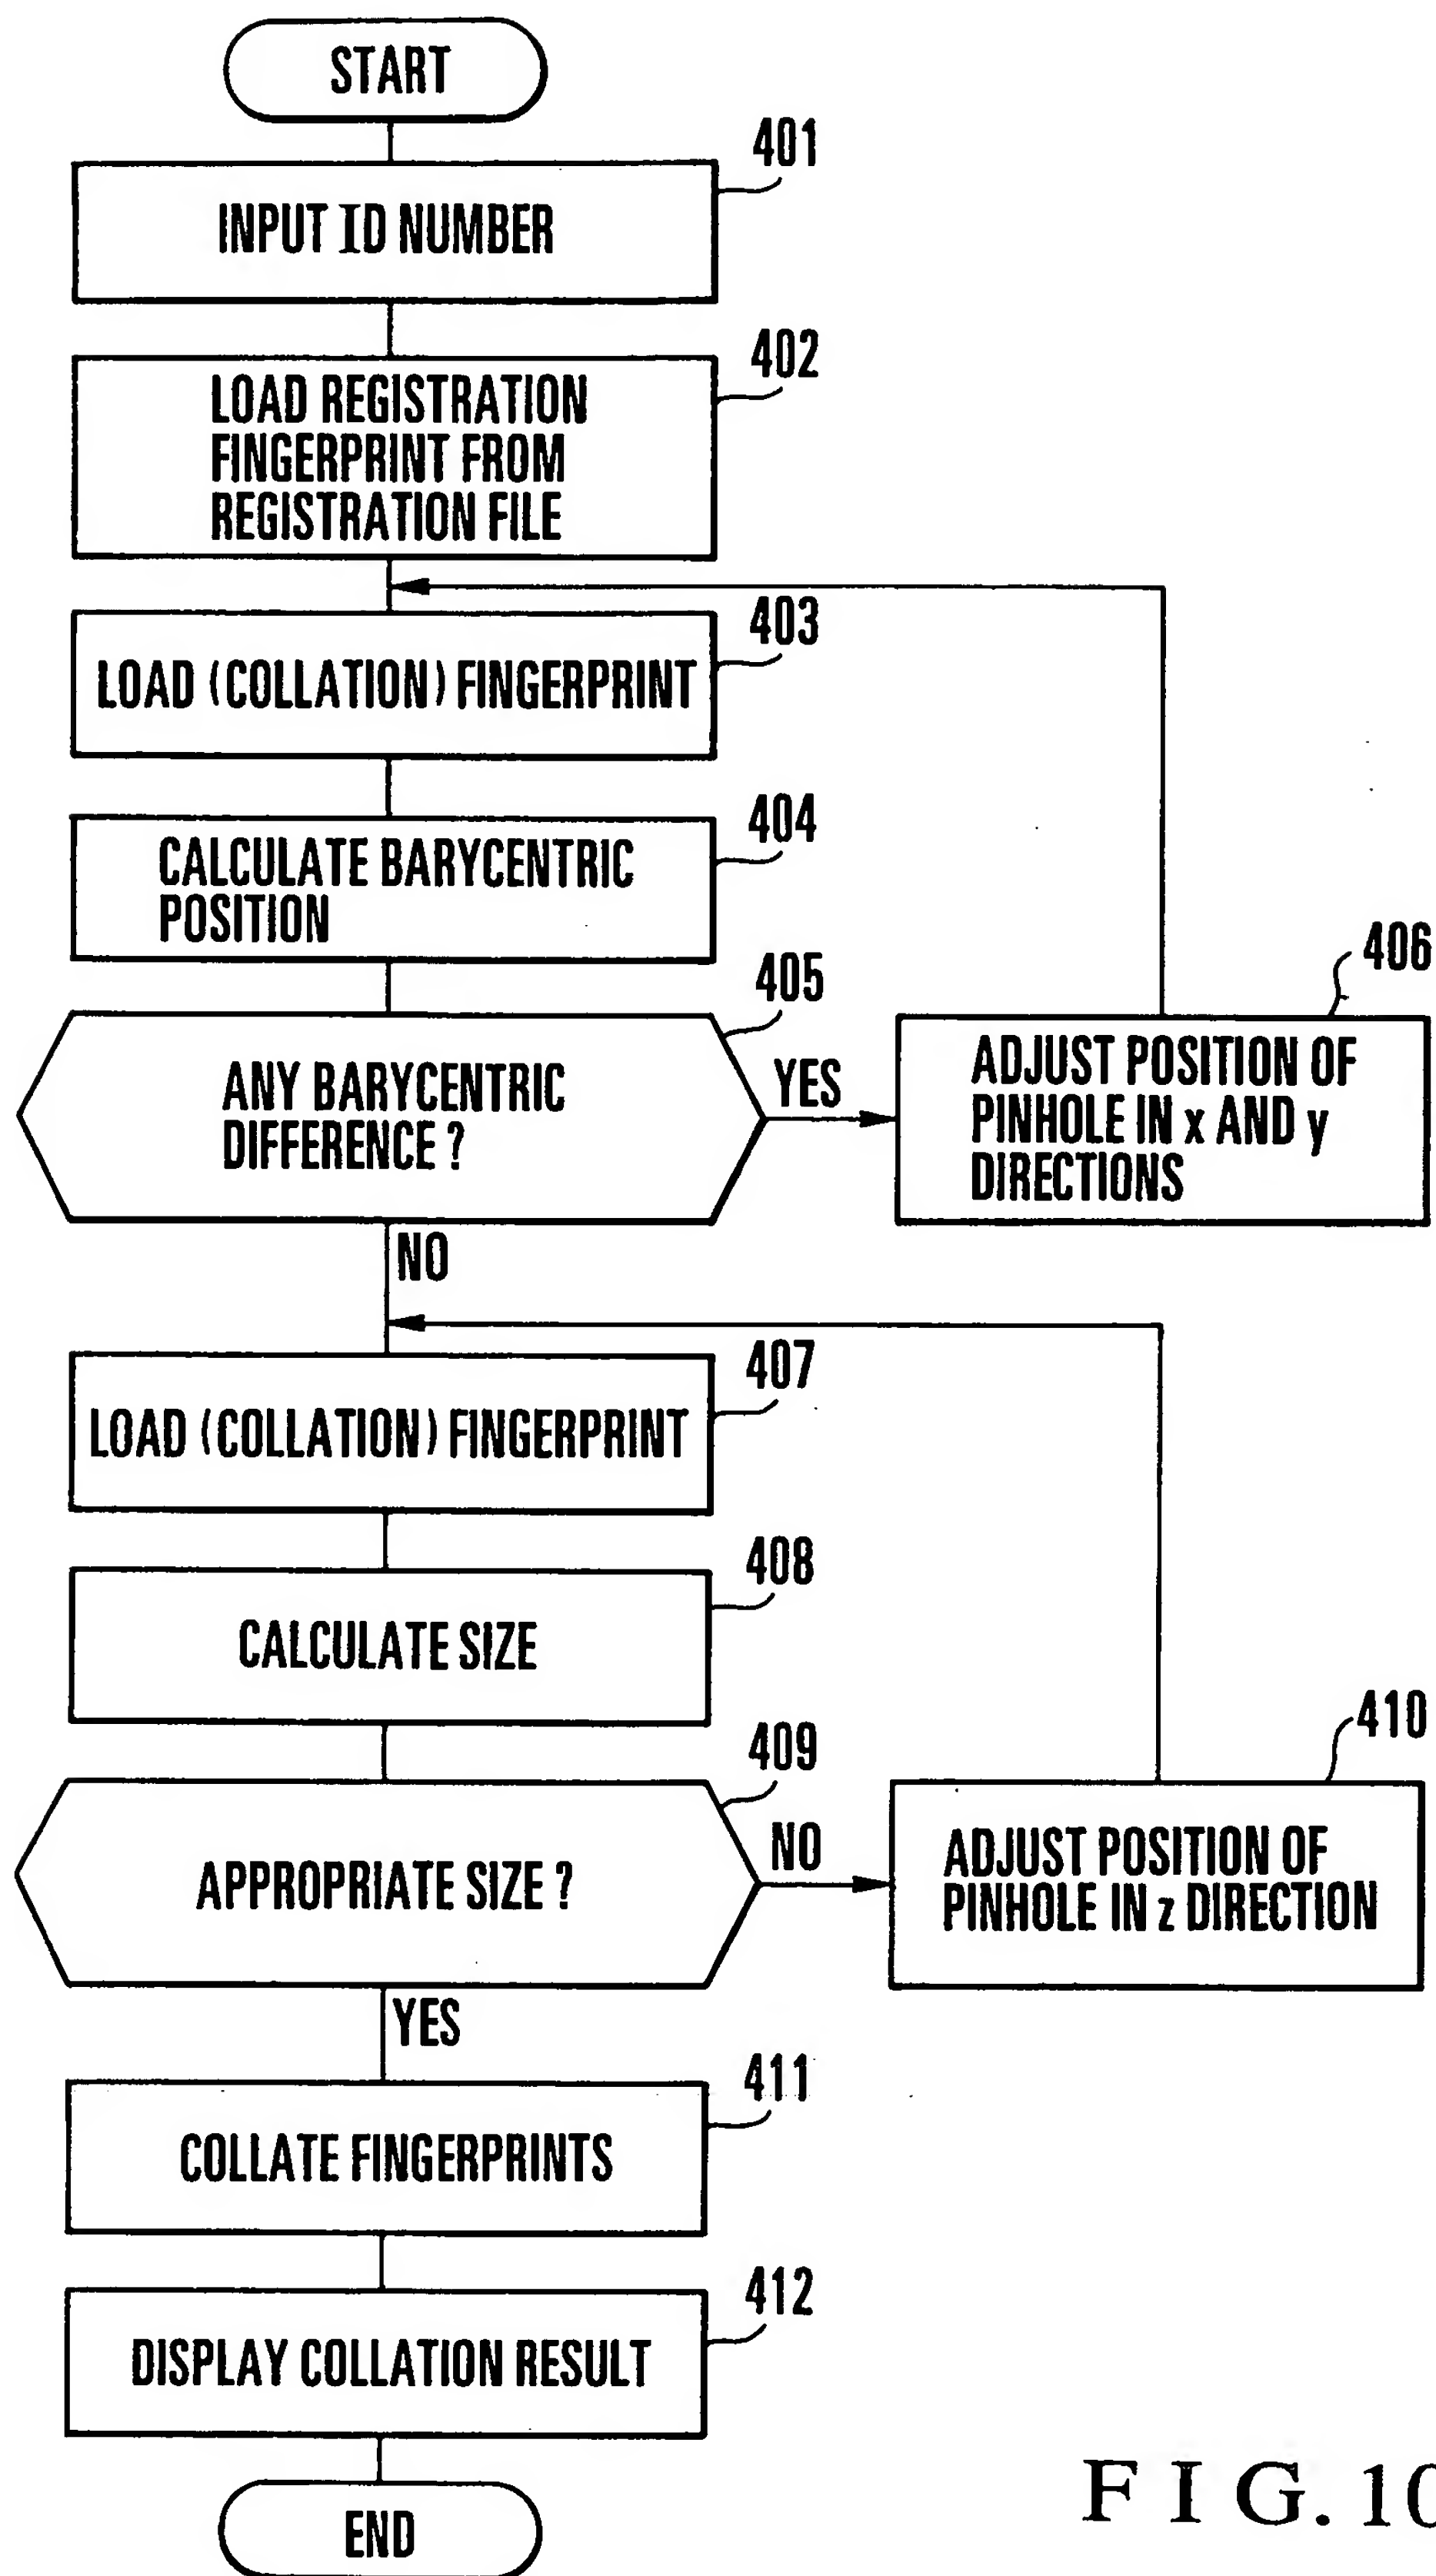 START
401
INPUT ID NUMBER
402
LOAD REGISTRATION
FINGERPRINT FROM
REGISTRATION FILE
403
LOAD (COLLATION) FINGERPRINT
404
CALCULATE BARYCENTRIC
POSITION
405
ANY BARYCENTRIC
DIFFERENCE ?
YES
406
ADJUST POSITION OF
PINHOLE IN x AND y
DIRECTIONS
NO
407
LOAD (COLLATION) FINGERPRINT
408
CALCULATE SIZE
409
APPROPRIATE SIZE ?
NO
410
ADJUST POSITION OF
PINHOLE IN z DIRECTION
YES
411
COLLATE FINGERPRINTS
412
DISPLAY COLLATION RESULT
END
FIG. 10